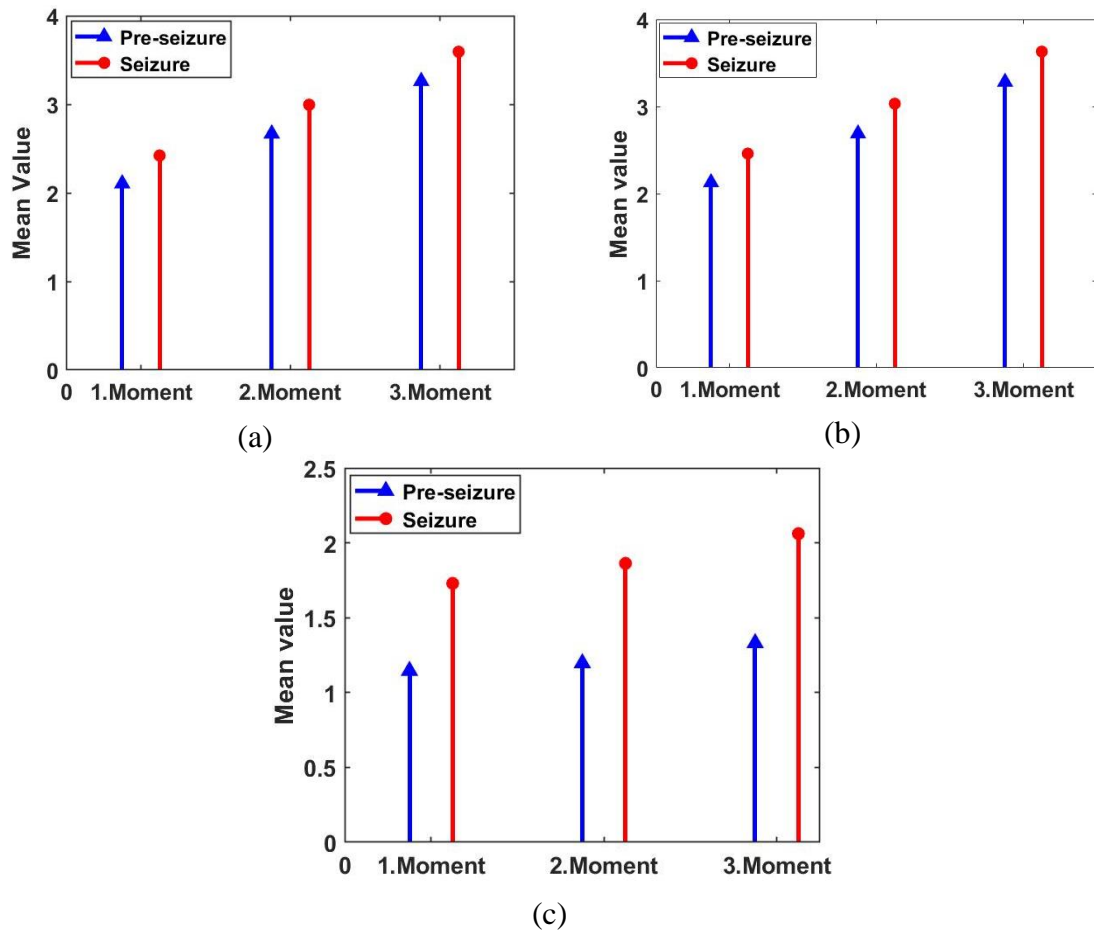 4
3
2
1
0
Mean Value
Pre-seizure
Seizure
0 1.Moment 2.Moment 3.Moment
(a)
4
3
2
1
0
Mean value
Pre-seizure
Seizure
0 1.Moment 2.Moment 3.Moment
(b)
2.5
2
1.5
1
0.5
0
Mean value
Pre-seizure
Seizure
0 1.Moment 2.Moment 3.Moment
(c)